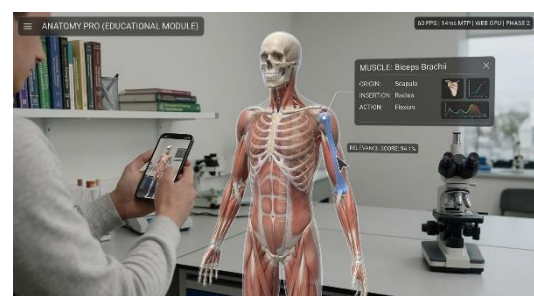 ANATOMY PRO (EDUCATIONAL MODULE)
60 FPS | 14ms MTP | WEB GPU | PHASE 2
MUSCLE: Biceps Brachii
ORIGIN: Scapula
INSERTION Radius
ACTION: Flexion
RELEVANCE SCORE: 94.1%